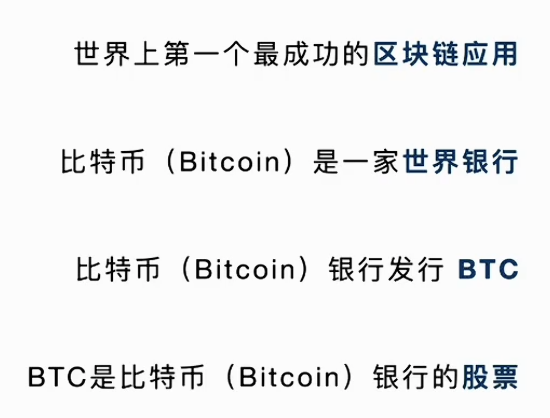 世界上第一个最成功的区块链应用
比特币（Bitcoin）是一家世界银行
比特币（Bitcoin）银行发行 BTC
BTC是比特币（Bitcoin）银行的股票